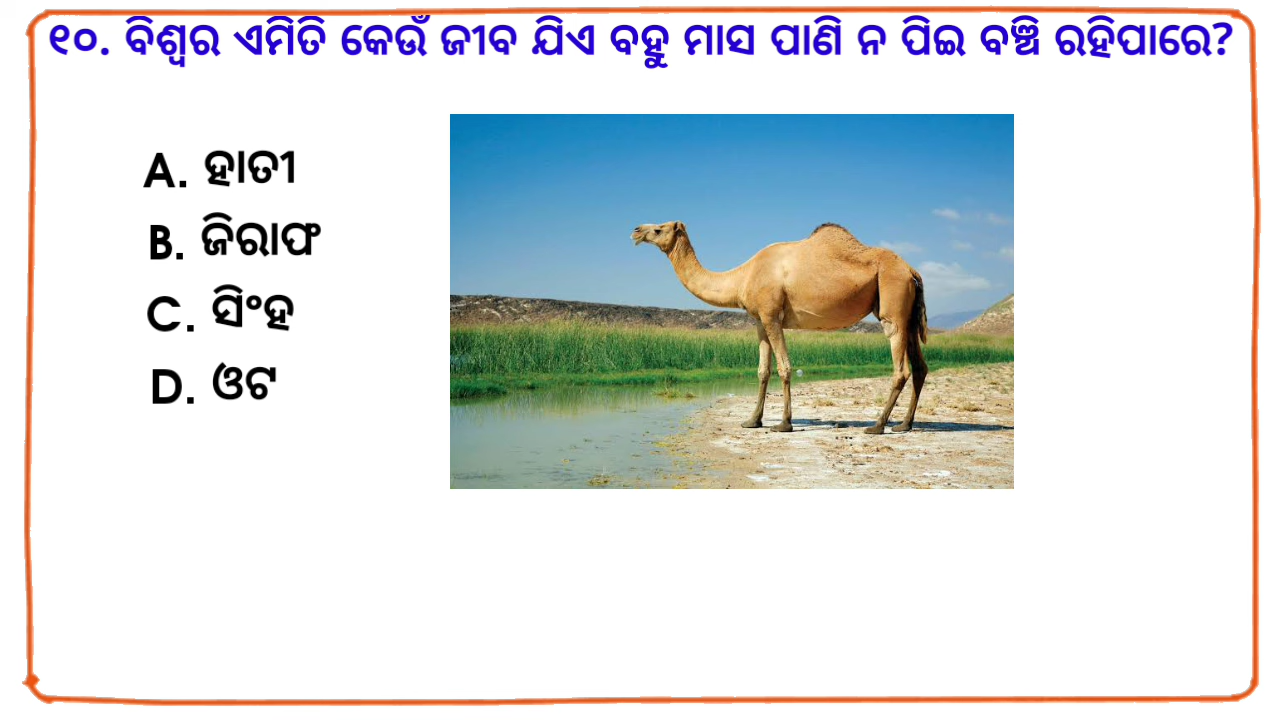 ୧୦. ବିଶ୍ୱର ଏମିତି କେଉଁ ଜୀବ ଯିଏ ବହୁ ମାସ ପାଣି ନ ପିଇ ବଞ୍ଚି ରହିପାରେ?
A. ହାତୀ
B. ଜିରାଫ
C. ସିଂହ
D. ଓଟ